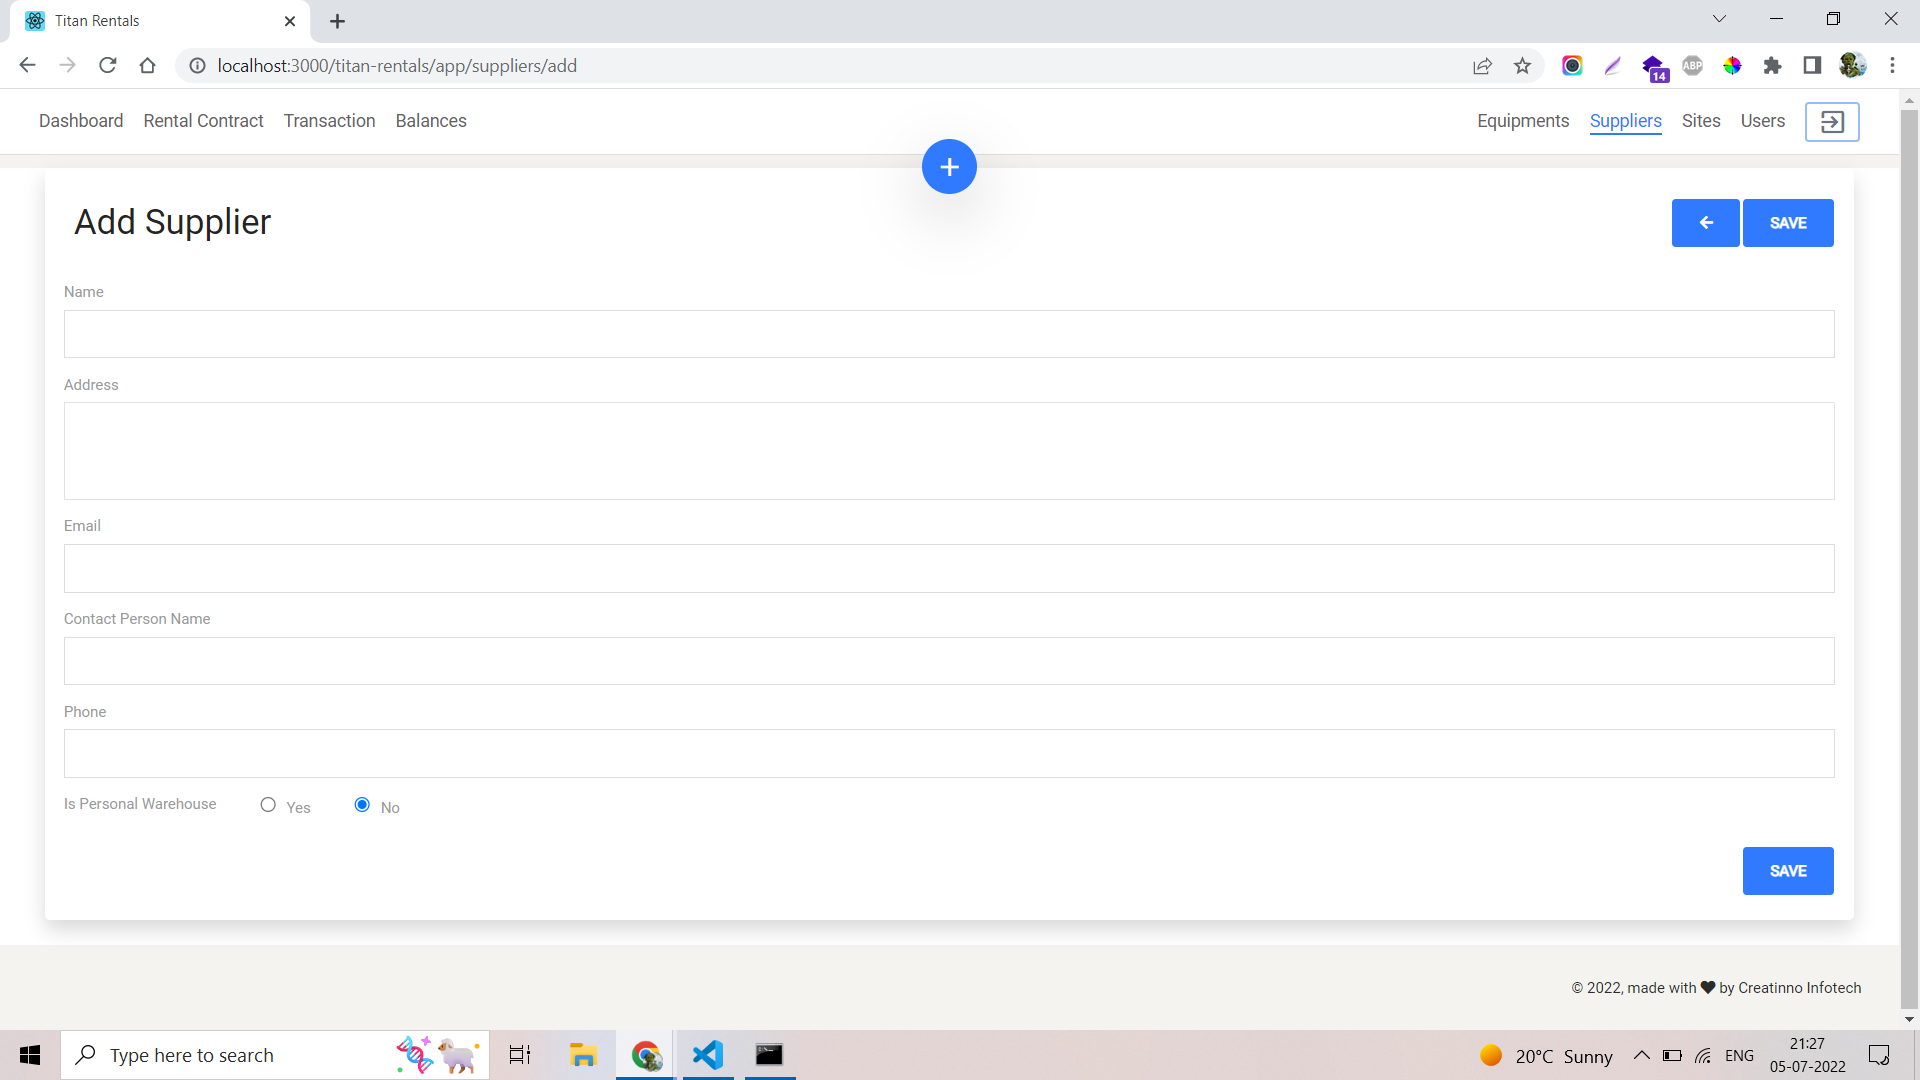 Titan Rentals
localhost:3000/titan-rentals/app/suppliers/add
14
ABP
Dashboard Rental Contract Transaction Balances
Equipments Suppliers Sites Users
Add Supplier
SAVE
Name
Address
Email
Contact Person Name
Phone
Is Personal Warehouse Yes No
SAVE
© 2022, made with ♥ by Creatinno Infotech
Type here to search
20°C Sunny
ENG
21:27
05-07-2022